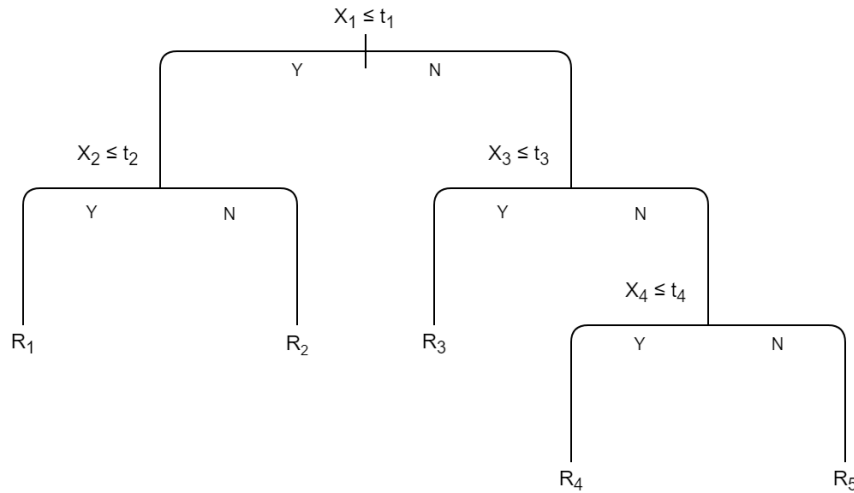 X₁ ≤ t₁
Y N
X₂ ≤ t₂ X₃ ≤ t₃
Y N Y N
X₄ ≤ t₄
R₁ R₂ R₃ Y N
R₄ R₅